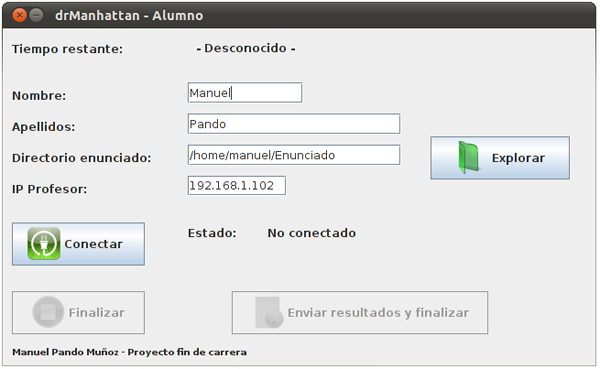 drManhattan - Alumno
Tiempo restante: - Desconocido -
Nombre: Manuel
Apellidos: Pando
Directorio enunciado: /home/manuel/Enunciado
Explorar
IP Profesor: 192.168.1.102
Conectar
Estado: No conectado
Finalizar
Enviar resultados y finalizar
Manuel Pando Muñoz - Proyecto fin de carrera